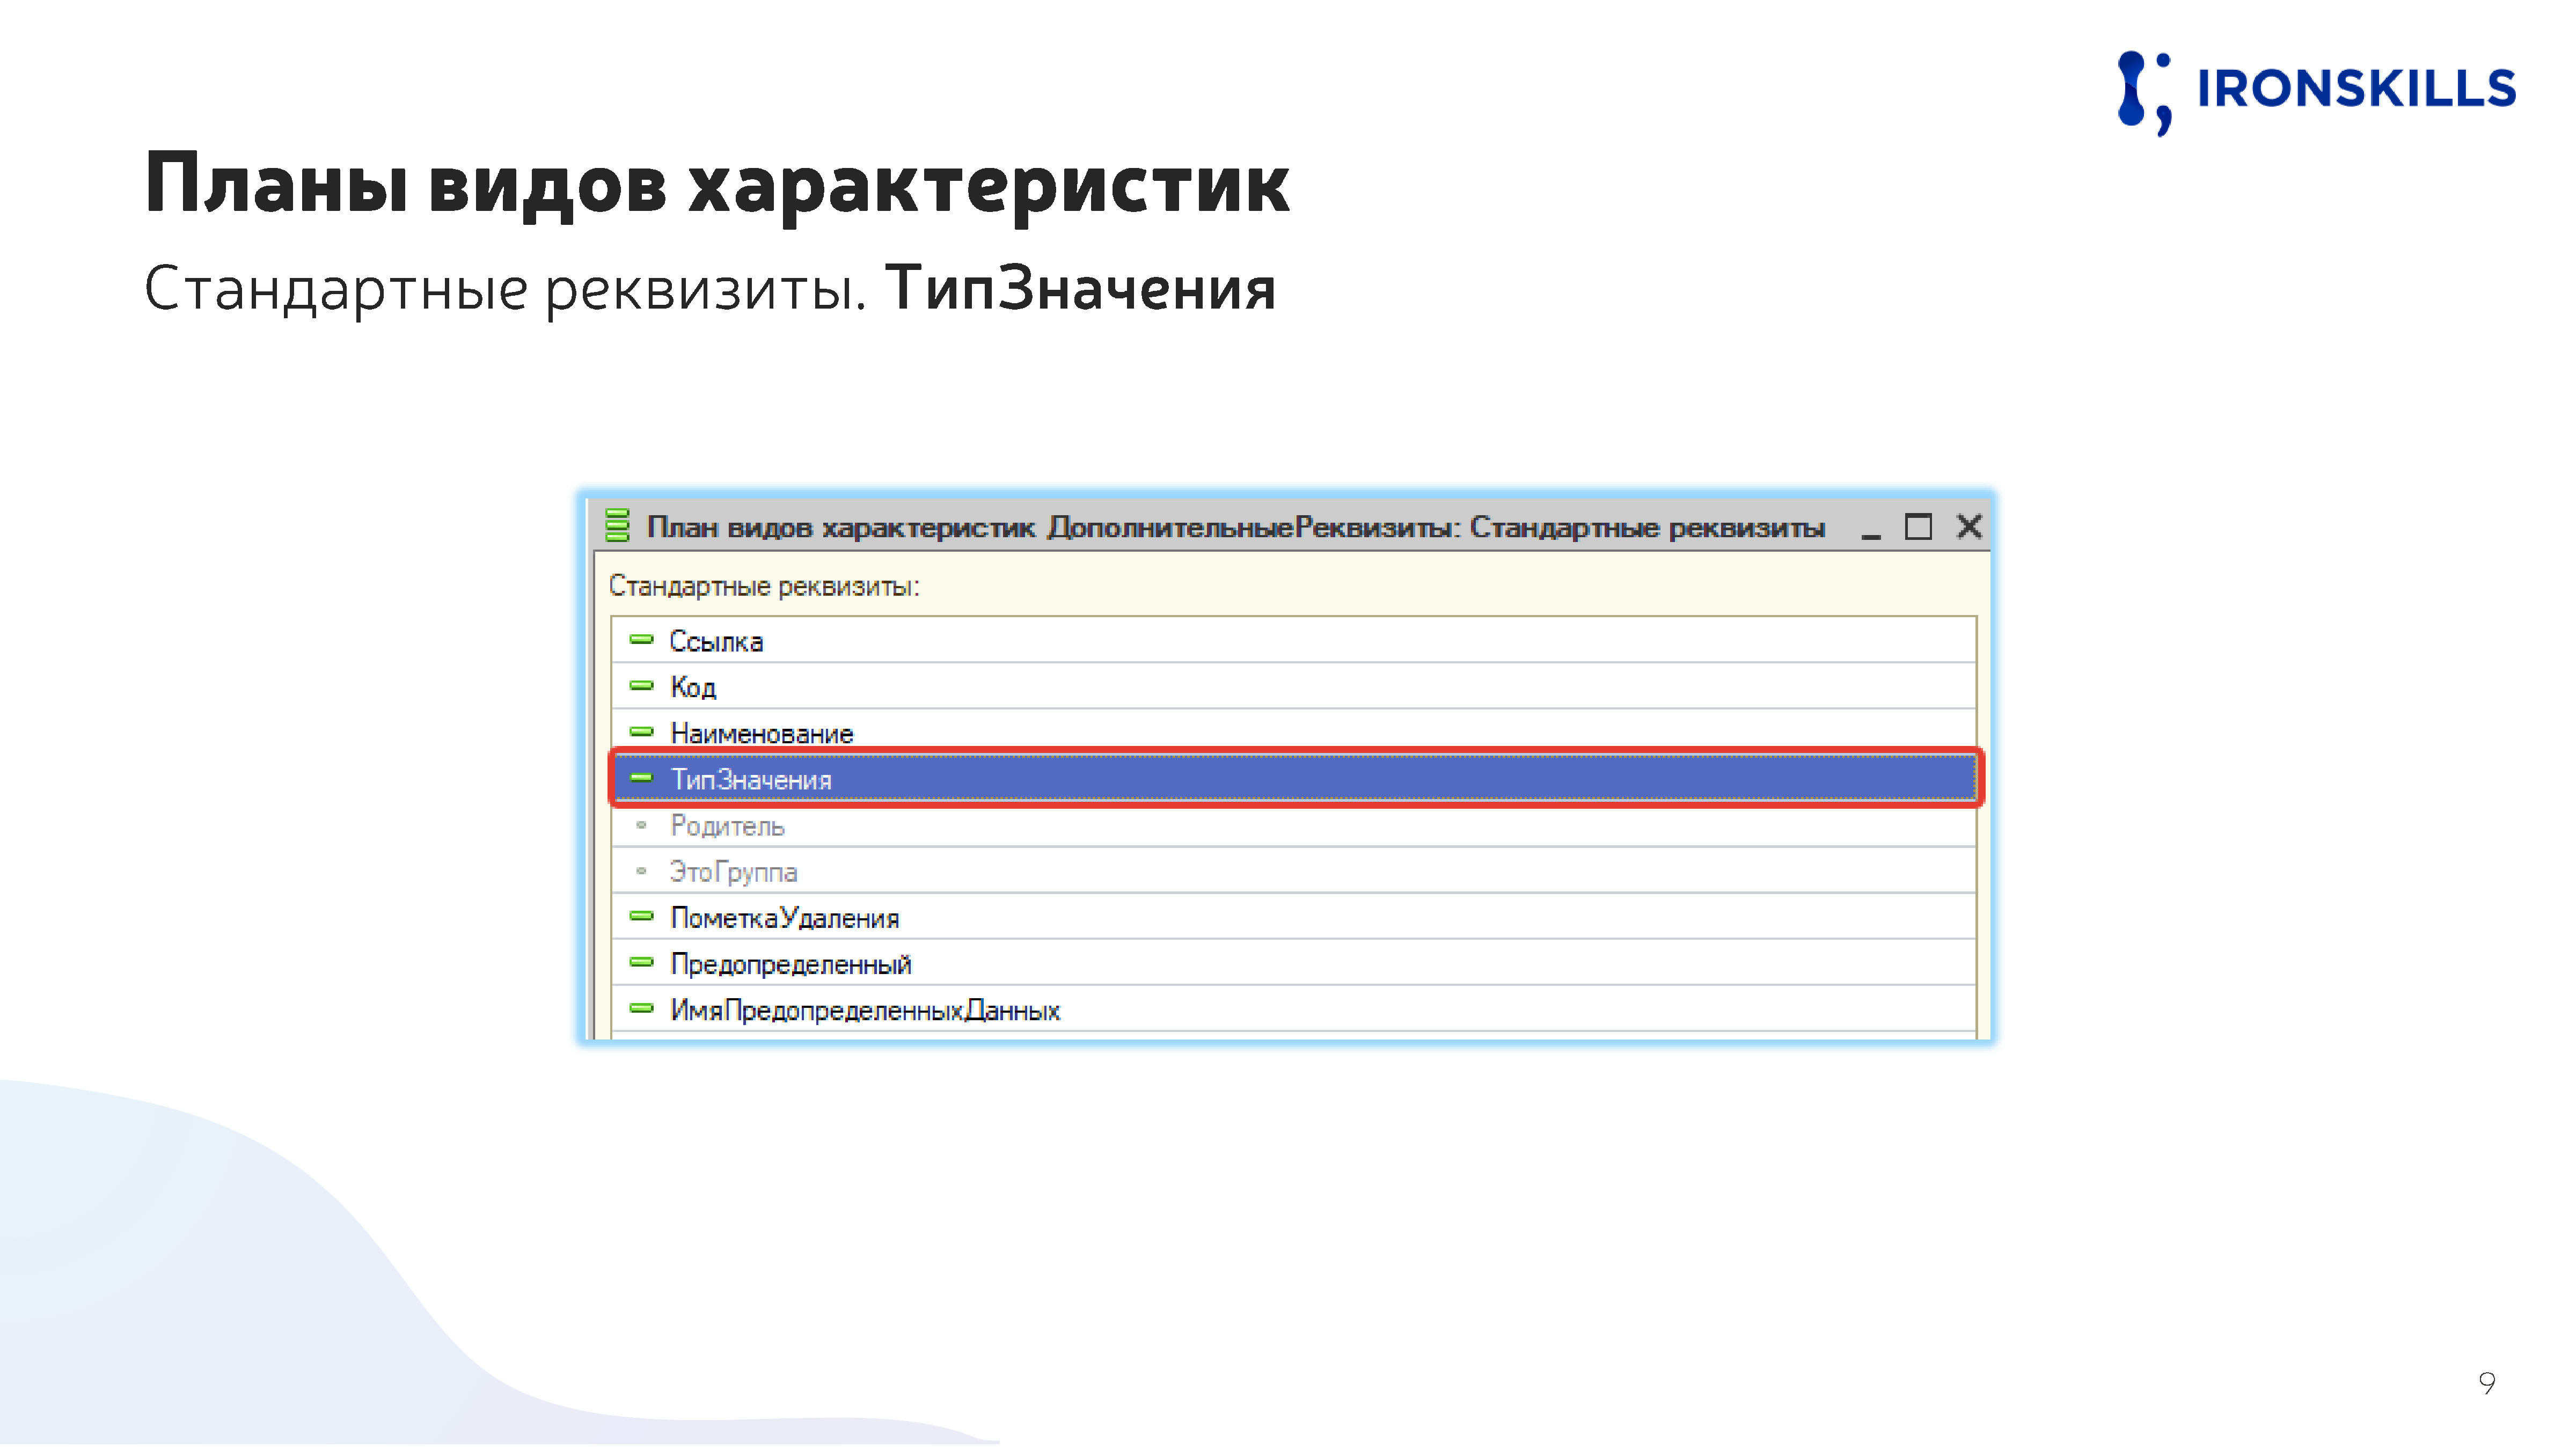 IRONSKILLS
Планы видов характеристик
Стандартные реквизиты. ТипЗначения
План видов характеристик ДополнительныеРеквизиты: Стандартные реквизиты
Стандартные реквизиты:
Ссылка
Код
Наименование
ТипЗначения
Родитель
ЭтоГруппа
ПометкаУдаления
Предопределенный
ИмяПредопределенныхДанных
9